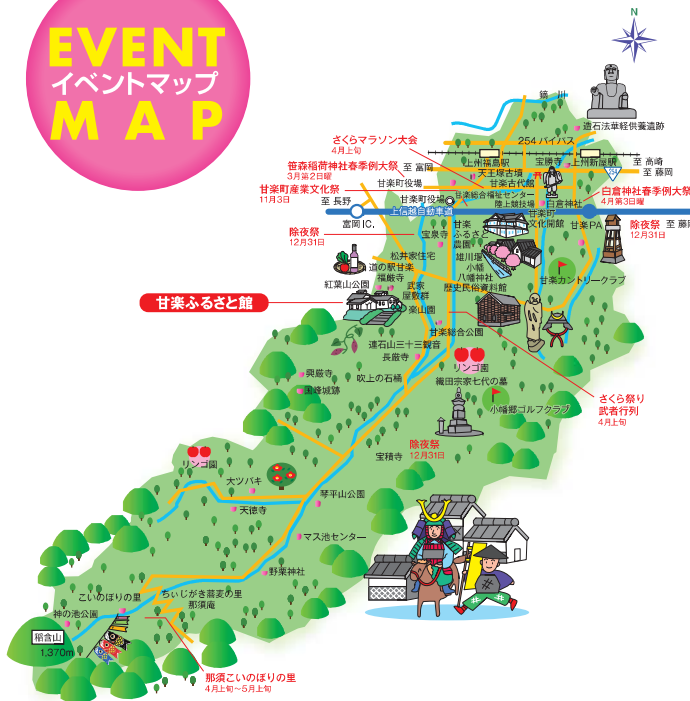 EVENT
イベントマップ
MAP
N
鏑 川
造石法華経供養遺跡
さくらマラソン大会
4月上旬
254 バイパス
笹森稲荷神社春季例大祭
3月第2日曜
至 富岡
上州福島駅
宝勝寺
上州新屋駅
至 高崎
至 藤岡
254
天王塚古墳
甘楽古代館
甘楽町産業文化祭
11月3日
甘楽町役場
甘楽町役場
甘楽総合福祉センター
陸上競技場
白倉神社
白倉神社春季例大祭
4月第3日曜
至 長野
富岡IC.
上信越自動車道
甘楽町
文化開館
甘楽PA
除夜祭
12月31日
至 藤岡
除夜祭
12月31日
宝泉寺
甘楽
ふるさと
農園
松井家住宅
道の駅甘楽
福厳寺
雄川堰
小幡
八幡神社
歴史民俗資料館
紅葉山公園
武家
屋敷群
楽山園
甘楽カントリークラブ
甘楽ふるさと館
甘楽総合公園
連石山三十三観音
長厳寺
リンゴ園
興巌寺
国峰城跡
吹上の石樋
織田宗家七代の墓
小幡郷ゴルフクラブ
さくら祭り
武者行列
4月上旬
除夜祭
12月31日
宝積寺
リンゴ園
大ツバキ
琴平山公園
天徳寺
マス池センター
野栗神社
こいのぼりの里
ちぃじがき蕎麦の里
那須庵
神の池公園
稲含山
1,370m
那須こいのぼりの里
4月上旬〜5月上旬